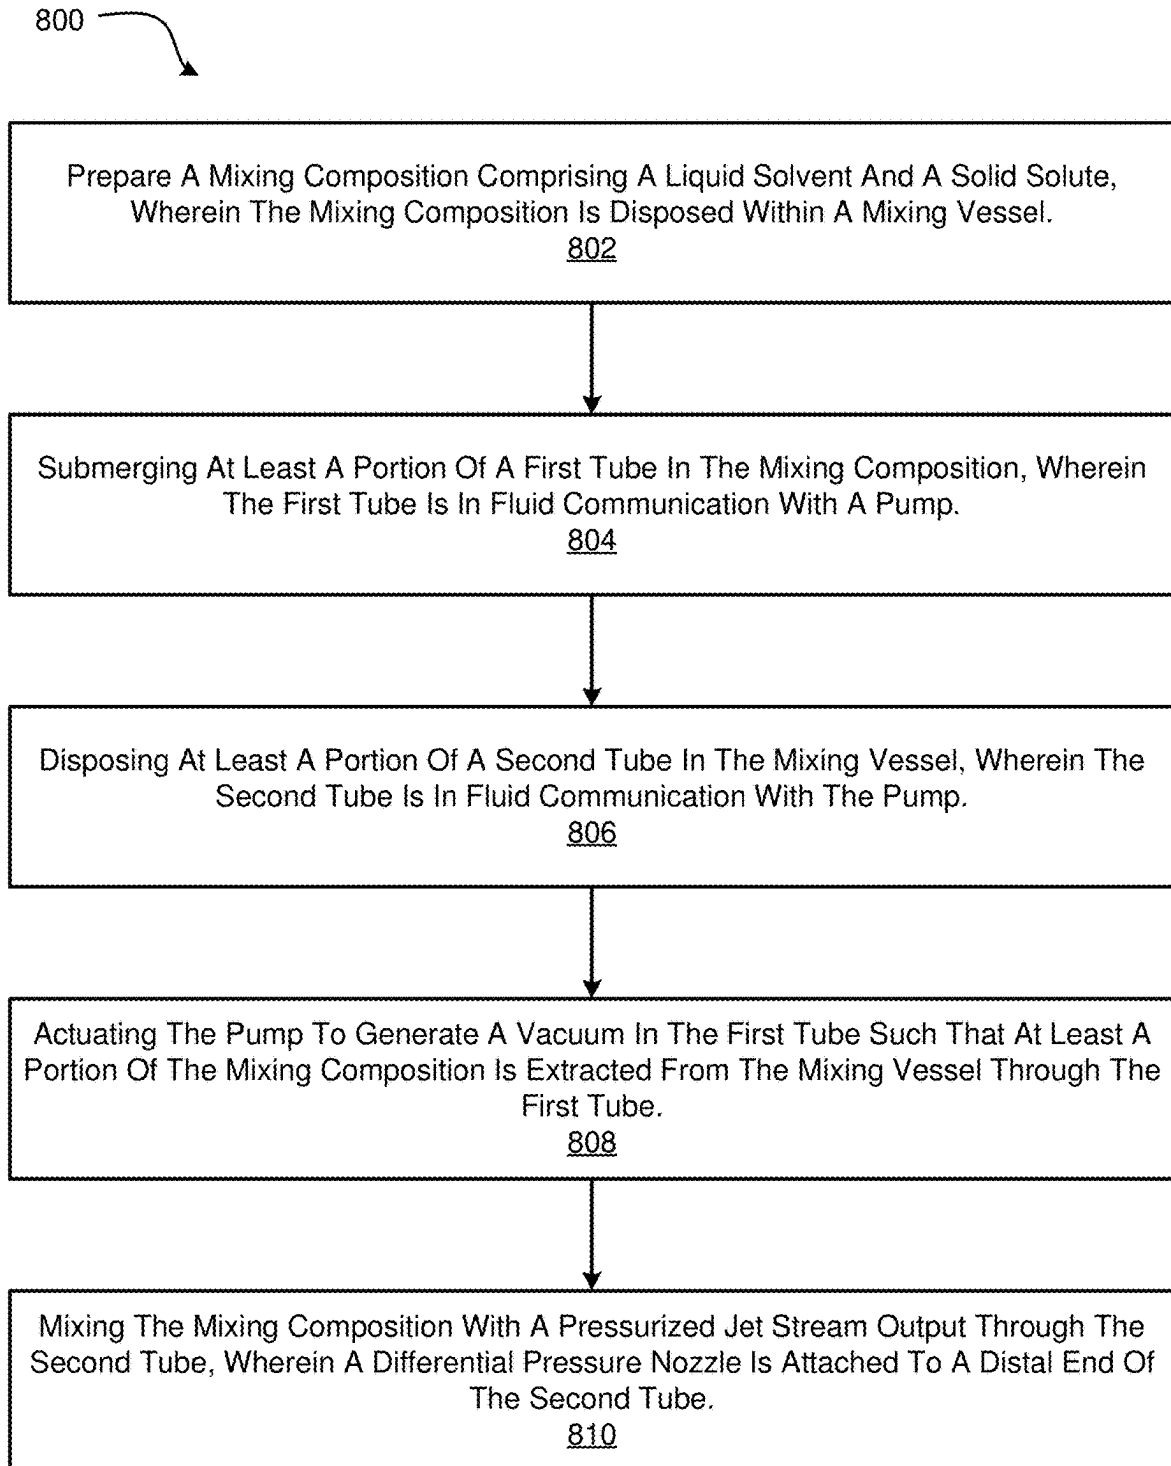 800
Prepare A Mixing Composition Comprising A Liquid Solvent And A Solid Solute,
Wherein The Mixing Composition Is Disposed Within A Mixing Vessel.
802
Submerging At Least A Portion Of A First Tube In The Mixing Composition, Wherein
The First Tube Is In Fluid Communication With A Pump.
804
Disposing At Least A Portion Of A Second Tube In The Mixing Vessel, Wherein The
Second Tube Is In Fluid Communication With The Pump.
806
Actuating The Pump To Generate A Vacuum In The First Tube Such That At Least A
Portion Of The Mixing Composition Is Extracted From The Mixing Vessel Through The
First Tube.
808
Mixing The Mixing Composition With A Pressurized Jet Stream Output Through The
Second Tube, Wherein A Differential Pressure Nozzle Is Attached To A Distal End Of
The Second Tube.
810